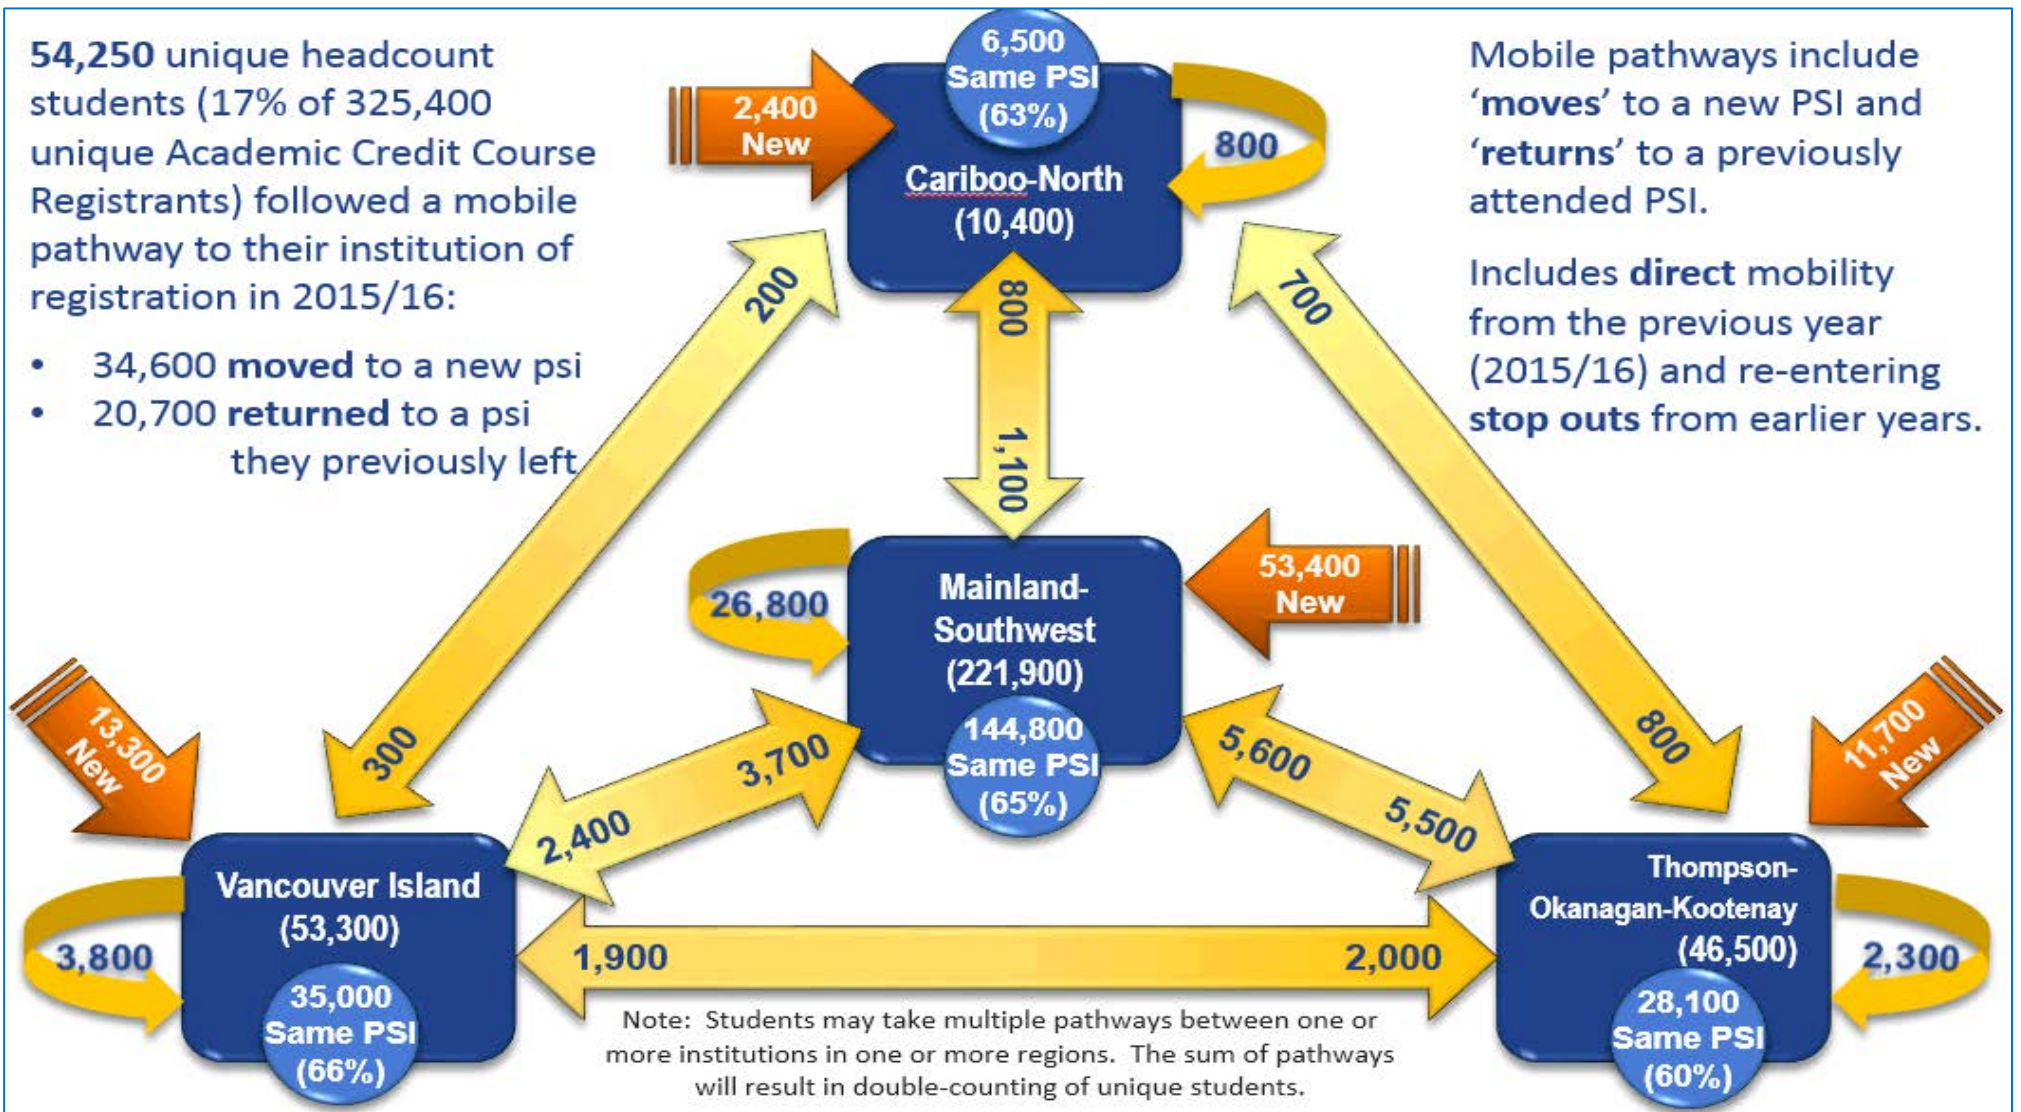 54,250 unique headcount
students (17% of 325,400
unique Academic Credit Course
Registrants) followed a mobile
pathway to their institution of
registration in 2015/16:
• 34,600 moved to a new psi
• 20,700 returned to a psi
they previously left
Mobile pathways include
‘moves’ to a new PSI and
‘returns’ to a previously
attended PSI.
Includes direct mobility
from the previous year
(2015/16) and re-entering
stop outs from earlier years.
6,500
Same PSI
(63%)
2,400
New
Cariboo-North
(10,400)
800
200
300
800
1,100
700
800
Mainland-
Southwest
(221,900)
144,800
Same PSI
(65%)
26,800
53,400
New
3,700
2,400
5,600
5,500
13,300
New
Vancouver Island
(53,300)
35,000
Same PSI
(66%)
3,800
1,900
2,000
11,700
New
Thompson-
Okanagan-Kootenay
(46,500)
28,100
Same PSI
(60%)
2,300
Note: Students may take multiple pathways between one or
more institutions in one or more regions. The sum of pathways
will result in double-counting of unique students.